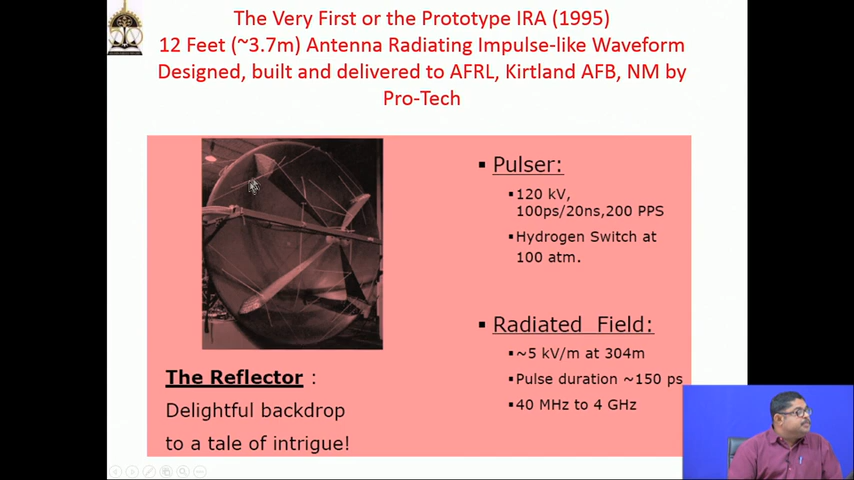 The Very First or the Prototype IRA (1995)
12 Feet (~3.7m) Antenna Radiating Impulse-like Waveform
Designed, built and delivered to AFRL, Kirtland AFB, NM by
Pro-Tech
▪ Pulser:
▪120 kV,
100ps/20ns,200 PPS
▪Hydrogen Switch at
100 atm.
▪ Radiated Field:
▪~5 kV/m at 304m
▪Pulse duration ~150 ps
▪40 MHz to 4 GHz
The Reflector :
Delightful backdrop
to a tale of intrigue!